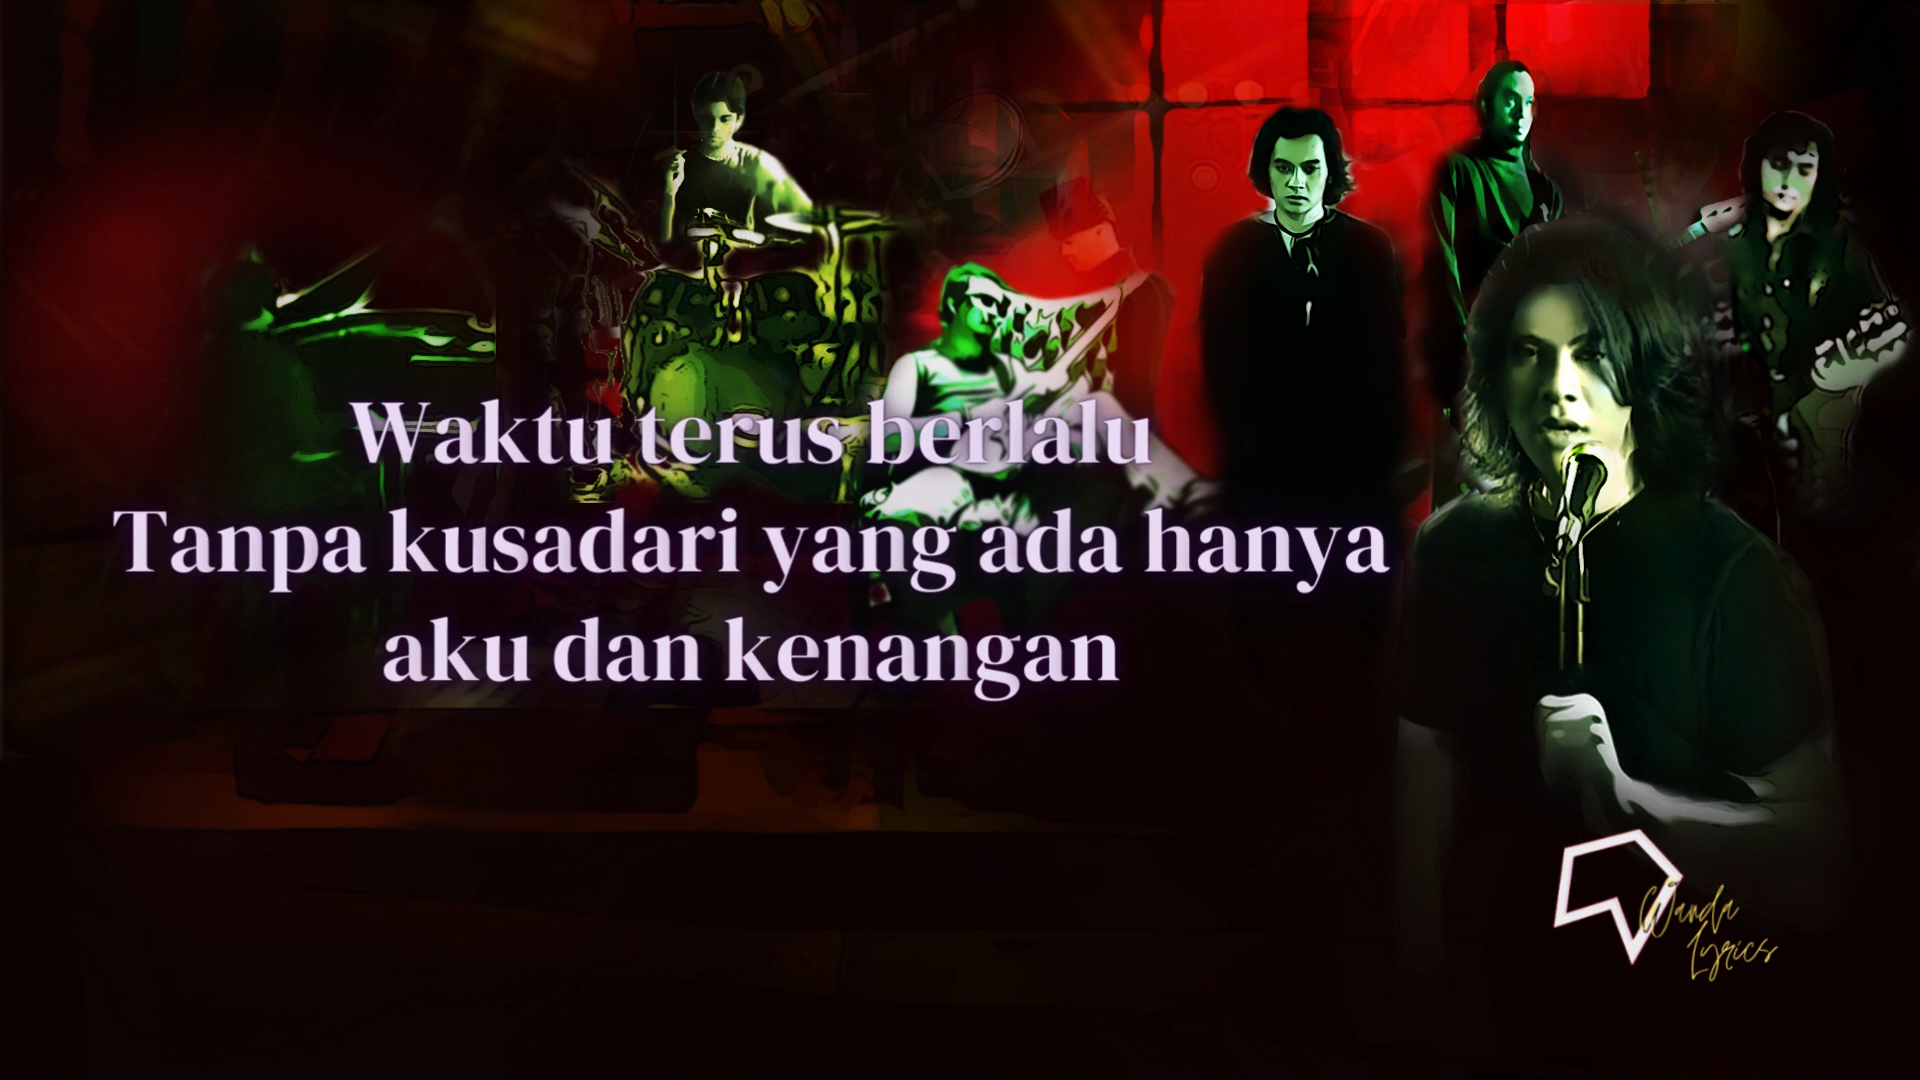 Waktu terus berlalu
Tanpa kusadari yang ada hanya
aku dan kenangan
Wanda
Lyrics